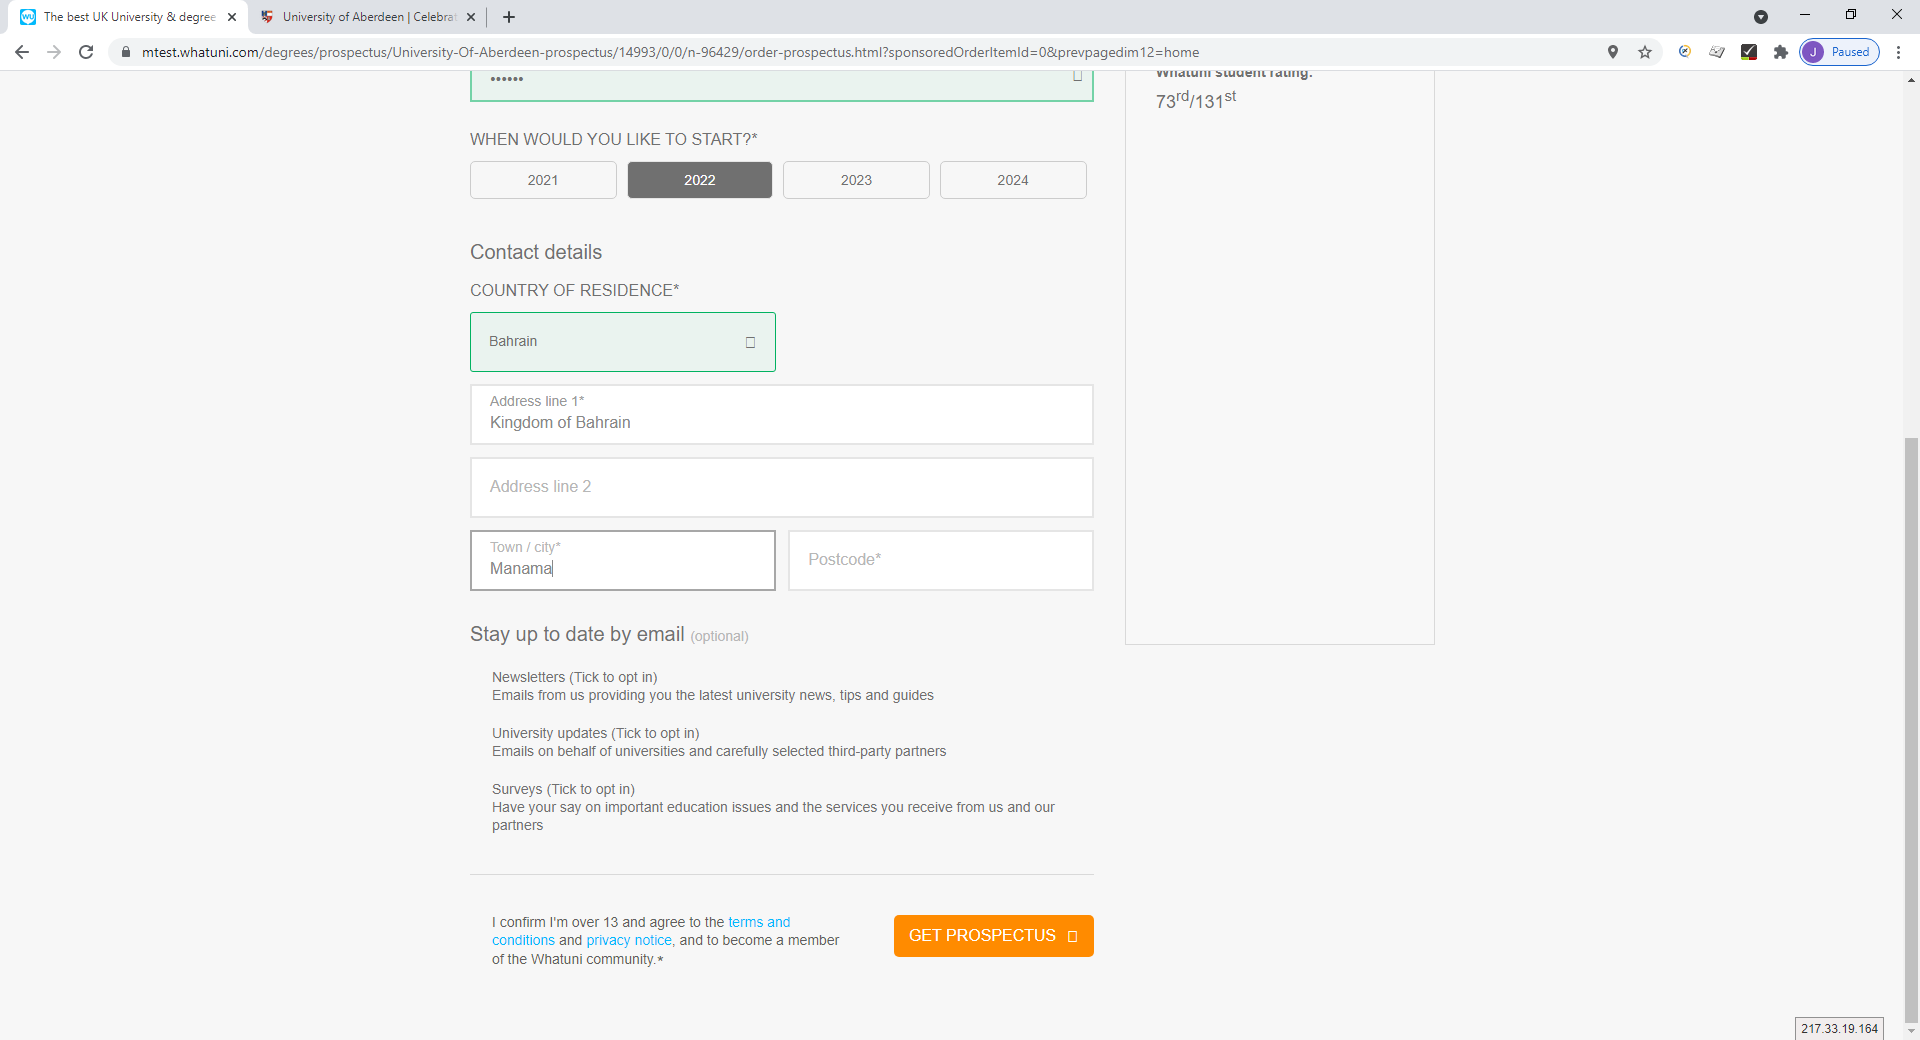 The best UK University & degree
University of Aberdeen | Celebrat
mtest.whatuni.com/degrees/prospectus/University-Of-Aberdeen-prospectus/14993/0/0/n-96429/order-prospectus.html?sponsoredOrderItemId=0&prevpagedim12=home
J Paused
••••••
Whatuni student rating:
73rd/131st
WHEN WOULD YOU LIKE TO START?*
2021
2022
2023
2024
Contact details
COUNTRY OF RESIDENCE*
Bahrain
Address line 1*
Kingdom of Bahrain
Address line 2
Town / city*
Manama
Postcode*
Stay up to date by email (optional)
Newsletters (Tick to opt in)
Emails from us providing you the latest university news, tips and guides
University updates (Tick to opt in)
Emails on behalf of universities and carefully selected third-party partners
Surveys (Tick to opt in)
Have your say on important education issues and the services you receive from us and our
partners
I confirm I'm over 13 and agree to the terms and
conditions and privacy notice, and to become a member
of the Whatuni community.*
GET PROSPECTUS
217.33.19.164